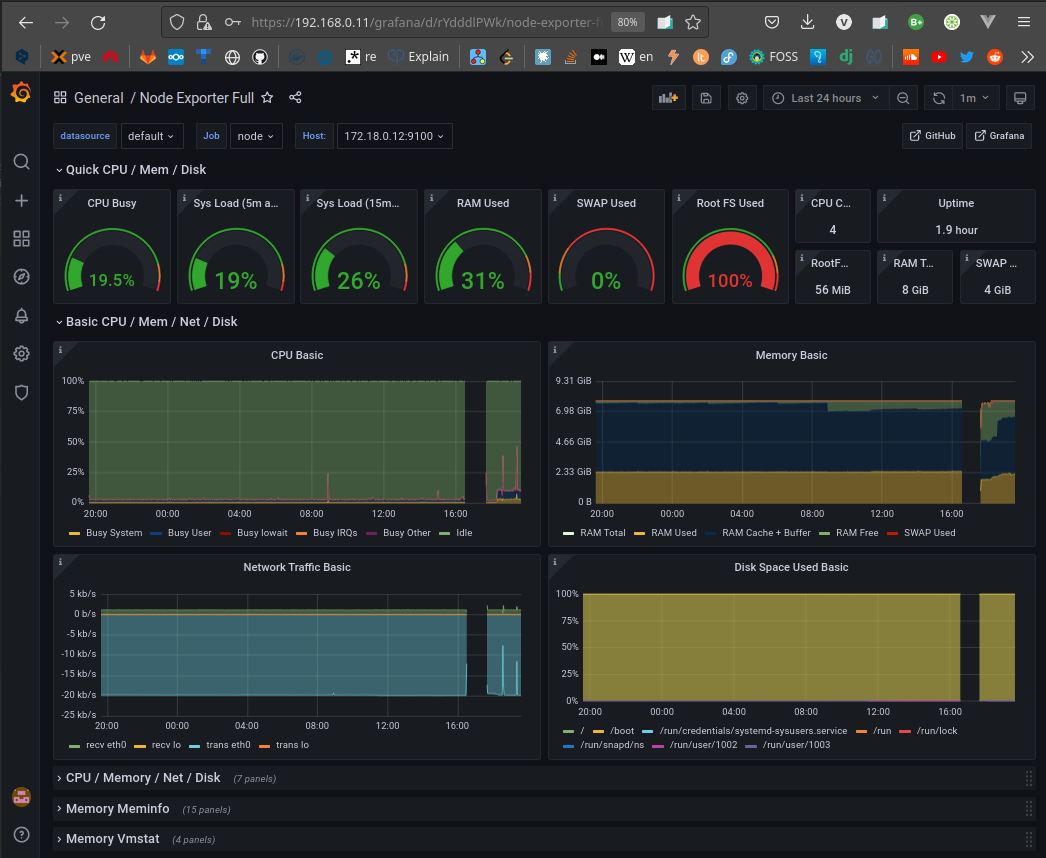 https://192.168.0.11/grafana/d/rYdddlPWk/node-exporter-f
80%
pve
re
Explain
en
FOSS
General / Node Exporter Full
Last 24 hours
1m
datasource
default
Job
node
Host:
172.18.0.12:9100
GitHub
Grafana
Quick CPU / Mem / Disk
CPU Busy
19.5%
Sys Load (5m a...
19%
Sys Load (15m...
26%
RAM Used
31%
SWAP Used
0%
Root FS Used
100%
CPU C...
4
Uptime
1.9 hour
RootF...
56 MiB
RAM T...
8 GiB
SWAP ...
4 GiB
Basic CPU / Mem / Net / Disk
CPU Basic
100%
75%
50%
25%
0%
20:00 00:00 04:00 08:00 12:00 16:00
Busy System Busy User Busy Iowait Busy IRQs Busy Other Idle
Memory Basic
9.31 GiB
6.98 GiB
4.66 GiB
2.33 GiB
0 B
20:00 00:00 04:00 08:00 12:00 16:00
RAM Total RAM Used RAM Cache + Buffer RAM Free SWAP Used
Network Traffic Basic
5 kb/s
0 b/s
-5 kb/s
-10 kb/s
-15 kb/s
-20 kb/s
-25 kb/s
20:00 00:00 04:00 08:00 12:00 16:00
recv eth0 recv lo trans eth0 trans lo
Disk Space Used Basic
100%
75%
50%
25%
0%
20:00 00:00 04:00 08:00 12:00 16:00
/ /boot /run/credentials/systemd-sysusers.service /run /run/lock
/run/snapd/ns /run/user/1002 /run/user/1003
CPU / Memory / Net / Disk (7 panels)
Memory Meminfo (15 panels)
Memory Vmstat (4 panels)